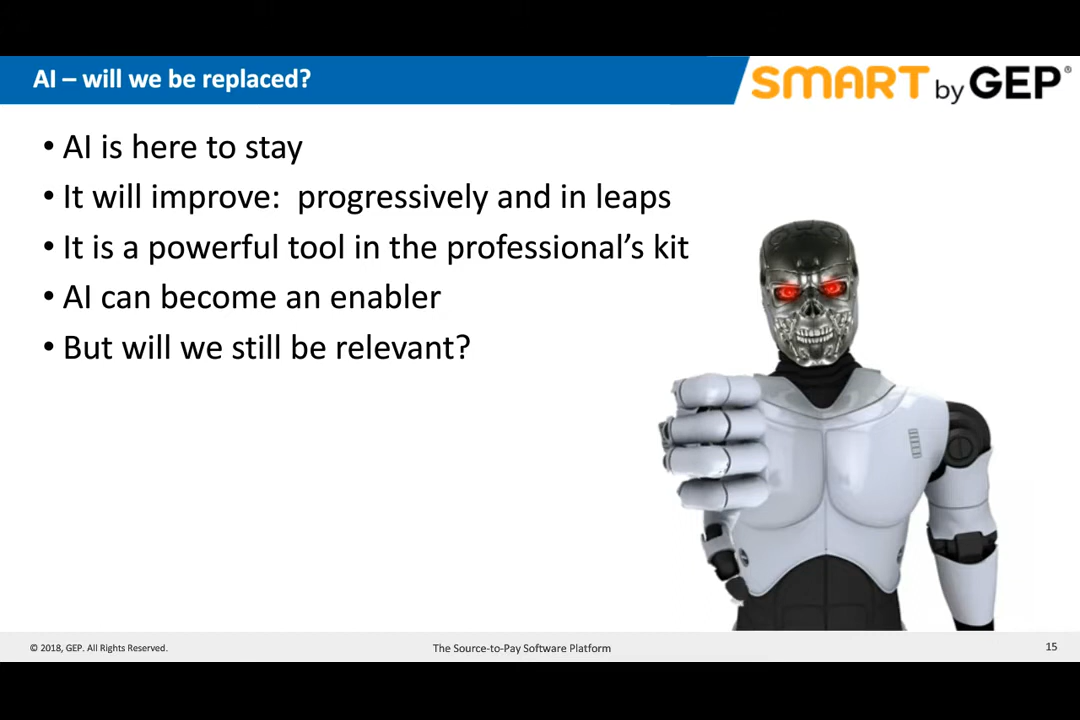 AI – will we be replaced?
SMART by GEP®
• AI is here to stay
• It will improve:  progressively and in leaps
• It is a powerful tool in the professional’s kit
• AI can become an enabler
• But will we still be relevant?
© 2018, GEP. All Rights Reserved.
The Source-to-Pay Software Platform
15